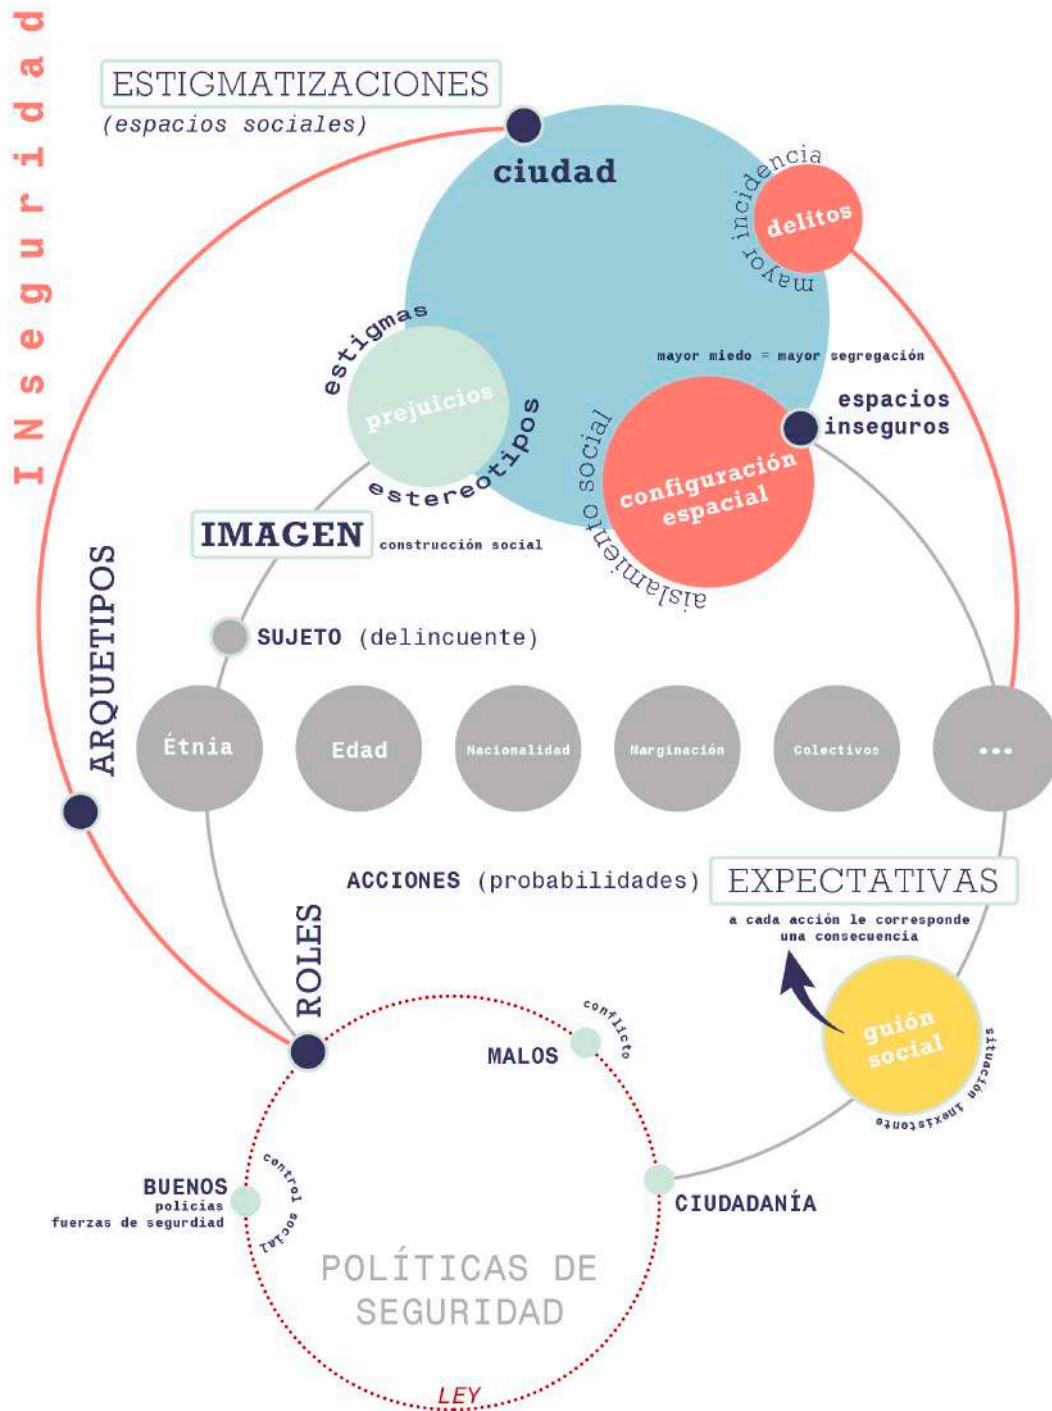 INseguridad
ESTIGMATIZACIONES
(espacios sociales)
ciudad
mayor incidencia
delitos
estigmas
prejuicios
estereotipos
mayor miedo = mayor segregación
espacios
inseguros
aislamiento social
configuración
espacial
IMAGEN
construcción social
ARQUETIPOS
SUJETO (delincuente)
Étnia
Edad
Nacionalidad
Marginación
Colectivos
...
ACCIONES (probabilidades)
EXPECTATIVAS
a cada acción le corresponde
una consecuencia
ROLES
guión
social
situación inexistente
conflicto
MALOS
BUENOS
policías
fuerzas de segurdiad
control social
CIUDADANÍA
POLÍTICAS DE
SEGURIDAD
LEY